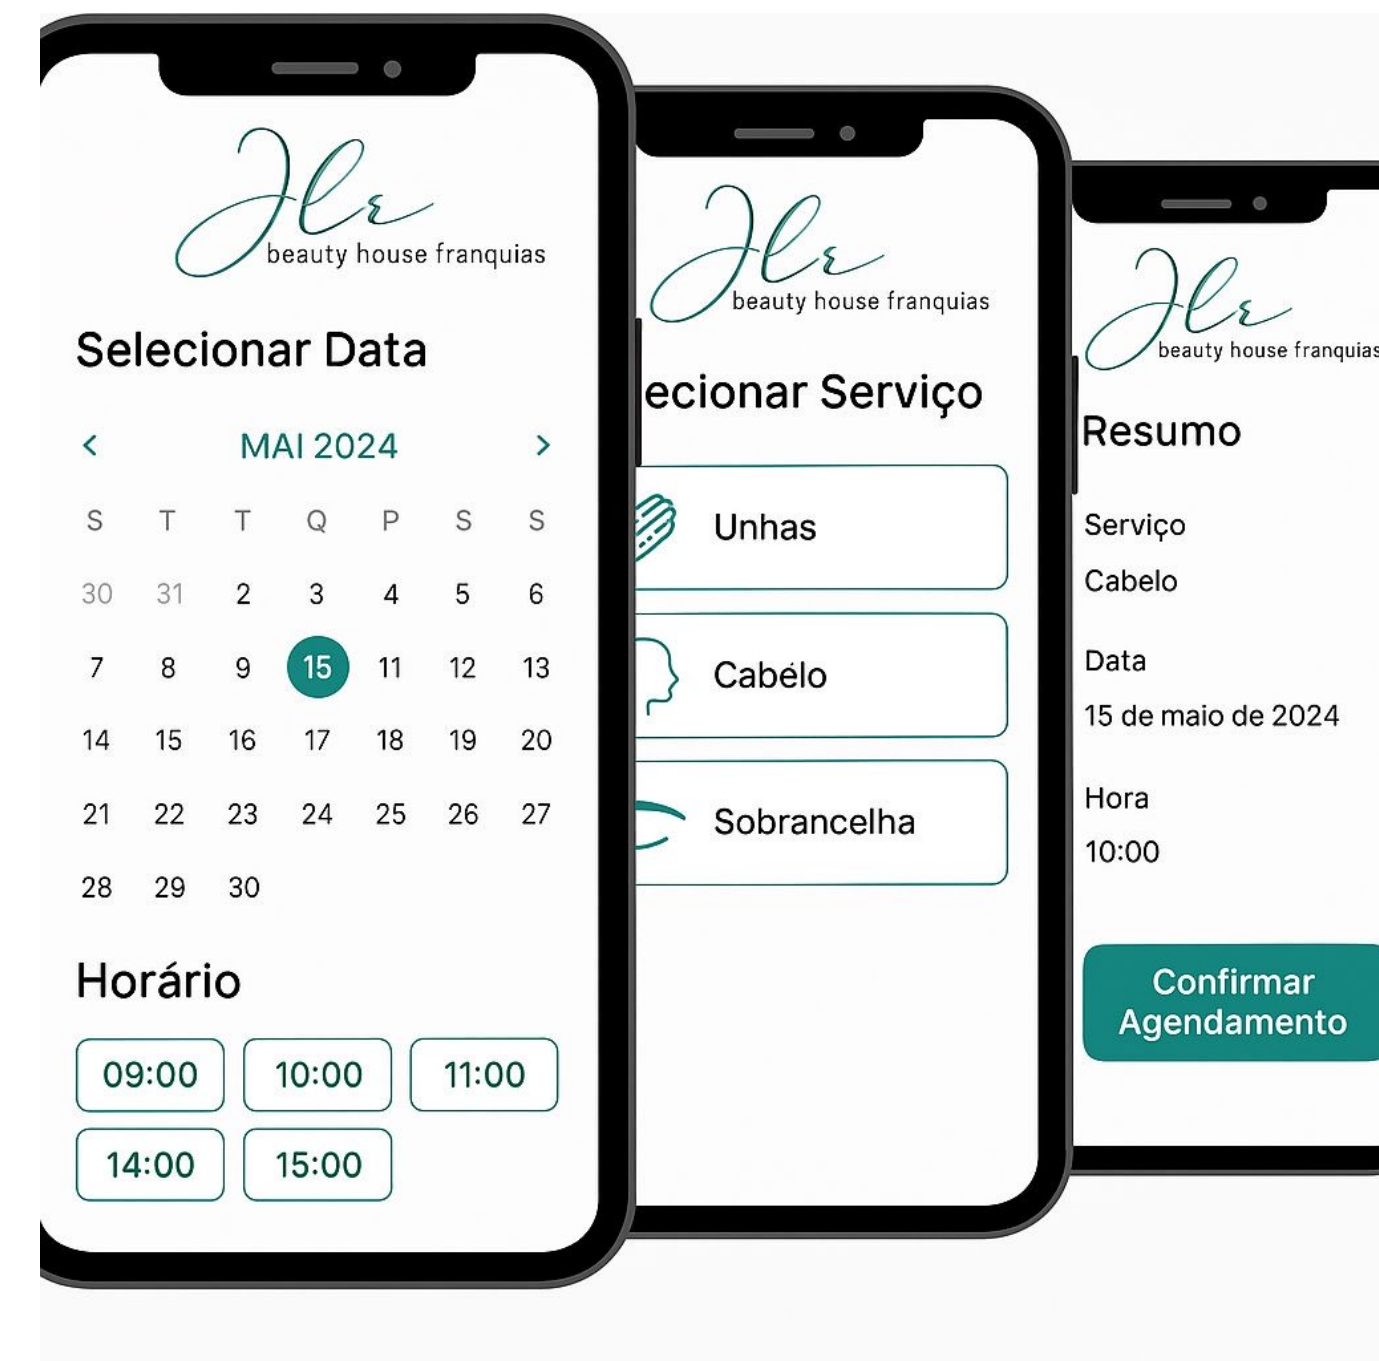 Hr
beauty house franquias
Selecionar Data
< MAI 2024 >
S T T Q P S S
30 31 2 3 4 5 6
7 8 9 15 11 12 13
14 15 16 17 18 19 20
21 22 23 24 25 26 27
28 29 30
Horário
09:00 10:00 11:00
14:00 15:00
beauty house franquias
ecionar Serviço
Unhas
Cabélo
Sobrancelha
beauty house franquias
Resumo
Serviço
Cabelo
Data
15 de maio de 2024
Hora
10:00
Confirmar
Agendamento